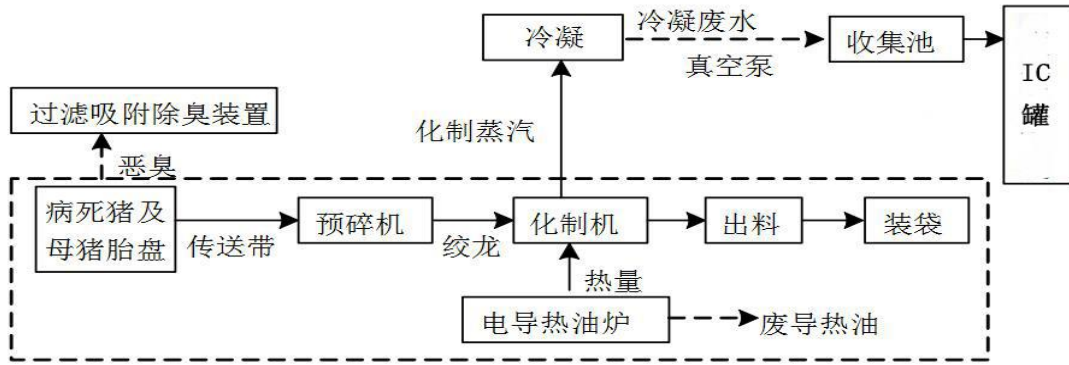 冷凝
冷凝废水
真空泵
收集池
IC
罐
过滤吸附除臭装置
恶臭
化制蒸汽
病死猪及
母猪胎盘
传送带
预碎机
绞龙
化制机
出料
装袋
热量
电导热油炉
废导热油